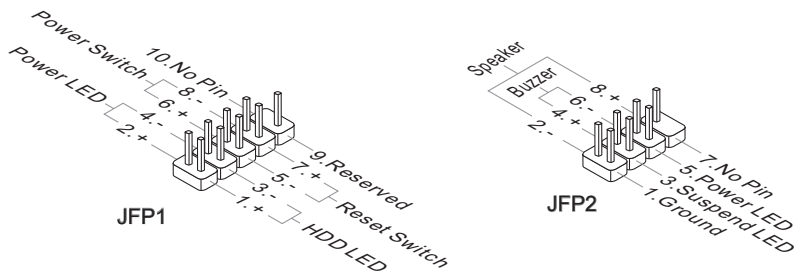 Power Switch
Power LED
10.No Pin
8.-
6.+
4.-
2.+
9.Reserved
7.+
5.-
3.-
1.+
Reset Switch
HDD LED
JFP1
Speaker
Buzzer
8.+
6.-
4.+
2.-
7.No Pin
5.Power LED
3.Suspend LED
1.Ground
JFP2